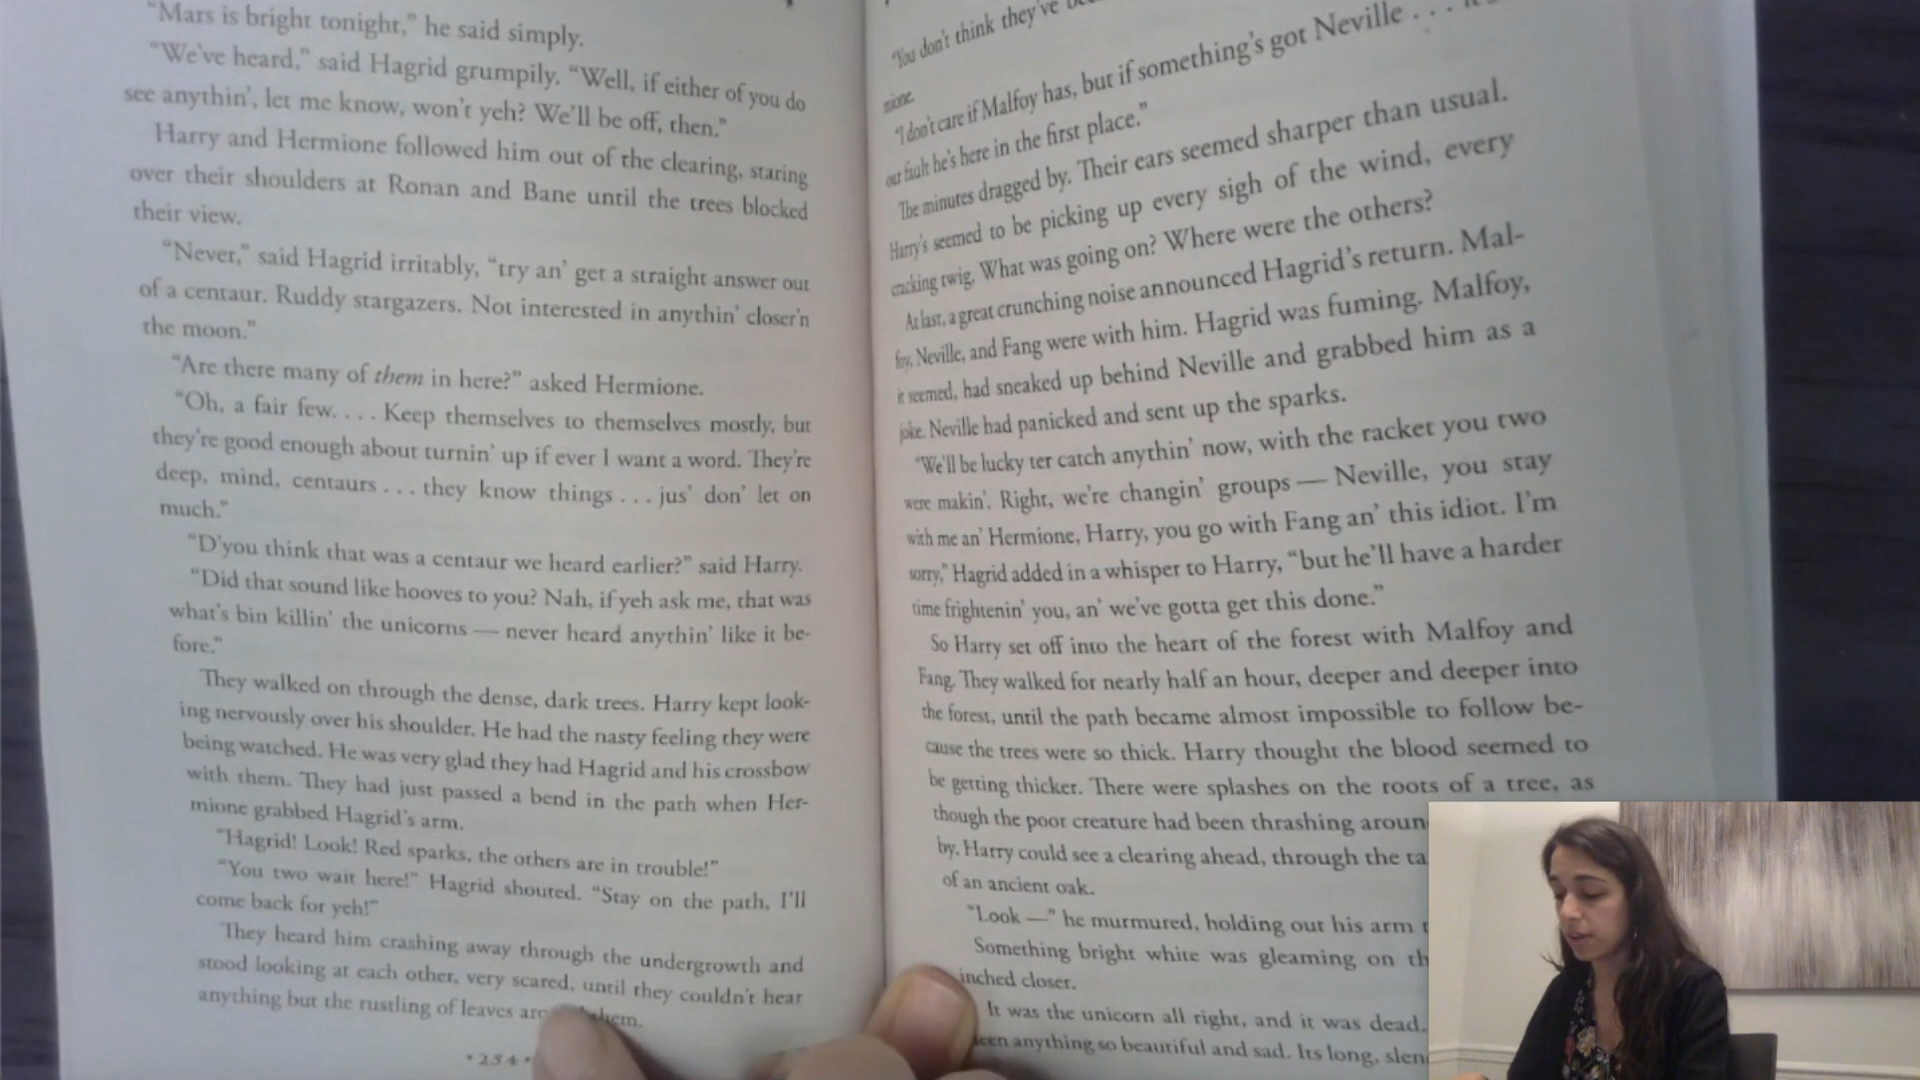 “Mars is bright tonight,” he said simply.
“We’ve heard,” said Hagrid grumpily. “Well, if either of you do
see anythin’, let me know, won’t yeh? We’ll be off, then.”
Harry and Hermione followed him out of the clearing, staring
over their shoulders at Ronan and Bane until the trees blocked
their view.
“Never,” said Hagrid irritably, “try an’ get a straight answer out
of a centaur. Ruddy stargazers. Not interested in anythin’ closer’n
the moon.”
“Are there many of them in here?” asked Hermione.
“Oh, a fair few. . . . Keep themselves to themselves mostly, but
they’re good enough about turnin’ up if ever I want a word. They’re
deep, mind, centaurs . . . they know things . . . jus’ don’ let on
much.”
“D’you think that was a centaur we heard earlier?” said Harry.
“Did that sound like hooves to you? Nah, if yeh ask me, that was
what’s bin killin’ the unicorns — never heard anythin’ like it be-
fore.”
They walked on through the dense, dark trees. Harry kept look-
ing nervously over his shoulder. He had the nasty feeling they were
being watched. He was very glad they had Hagrid and his crossbow
with them. They had just passed a bend in the path when Her-
mione grabbed Hagrid’s arm.
“Hagrid! Look! Red sparks, the others are in trouble!”
“You two wait here!” Hagrid shouted. “Stay on the path, I’ll
come back for yeh!”
They heard him crashing away through the undergrowth and
stood looking at each other, very scared, until they couldn’t hear
anything but the rustling of leaves
* 254 *
“You don’t think they’ve
mione.
“I don’t care if Malfoy has, but if something’s got Neville . . .
our fault he’s here in the first place.”
The minutes dragged by. Their ears seemed sharper than usual.
Harry’s seemed to be picking up every sigh of the wind, every
cracking twig. What was going on? Where were the others?
At last, a great crunching noise announced Hagrid’s return. Mal-
foy, Neville, and Fang were with him. Hagrid was fuming. Malfoy,
it seemed, had sneaked up behind Neville and grabbed him as a
joke. Neville had panicked and sent up the sparks.
“We’ll be lucky ter catch anythin’ now, with the racket you two
were makin’. Right, we’re changin’ groups — Neville, you stay
with me an’ Hermione, Harry, you go with Fang an’ this idiot. I’m
sorry,” Hagrid added in a whisper to Harry, “but he’ll have a harder
time frightenin’ you, an’ we’ve gotta get this done.”
So Harry set off into the heart of the forest with Malfoy and
Fang. They walked for nearly half an hour, deeper and deeper into
the forest, until the path became almost impossible to follow be-
cause the trees were so thick. Harry thought the blood seemed to
be getting thicker. There were splashes on the roots of a tree, as
though the poor creature had been thrashing
by. Harry could see a clearing ahead, through the
of an ancient oak.
“Look —” he murmured, holding out his arm
Something bright white was gleaming on
inched closer.
It was the unicorn all right, and it was dead.
anything so beautiful and sad. Its long,